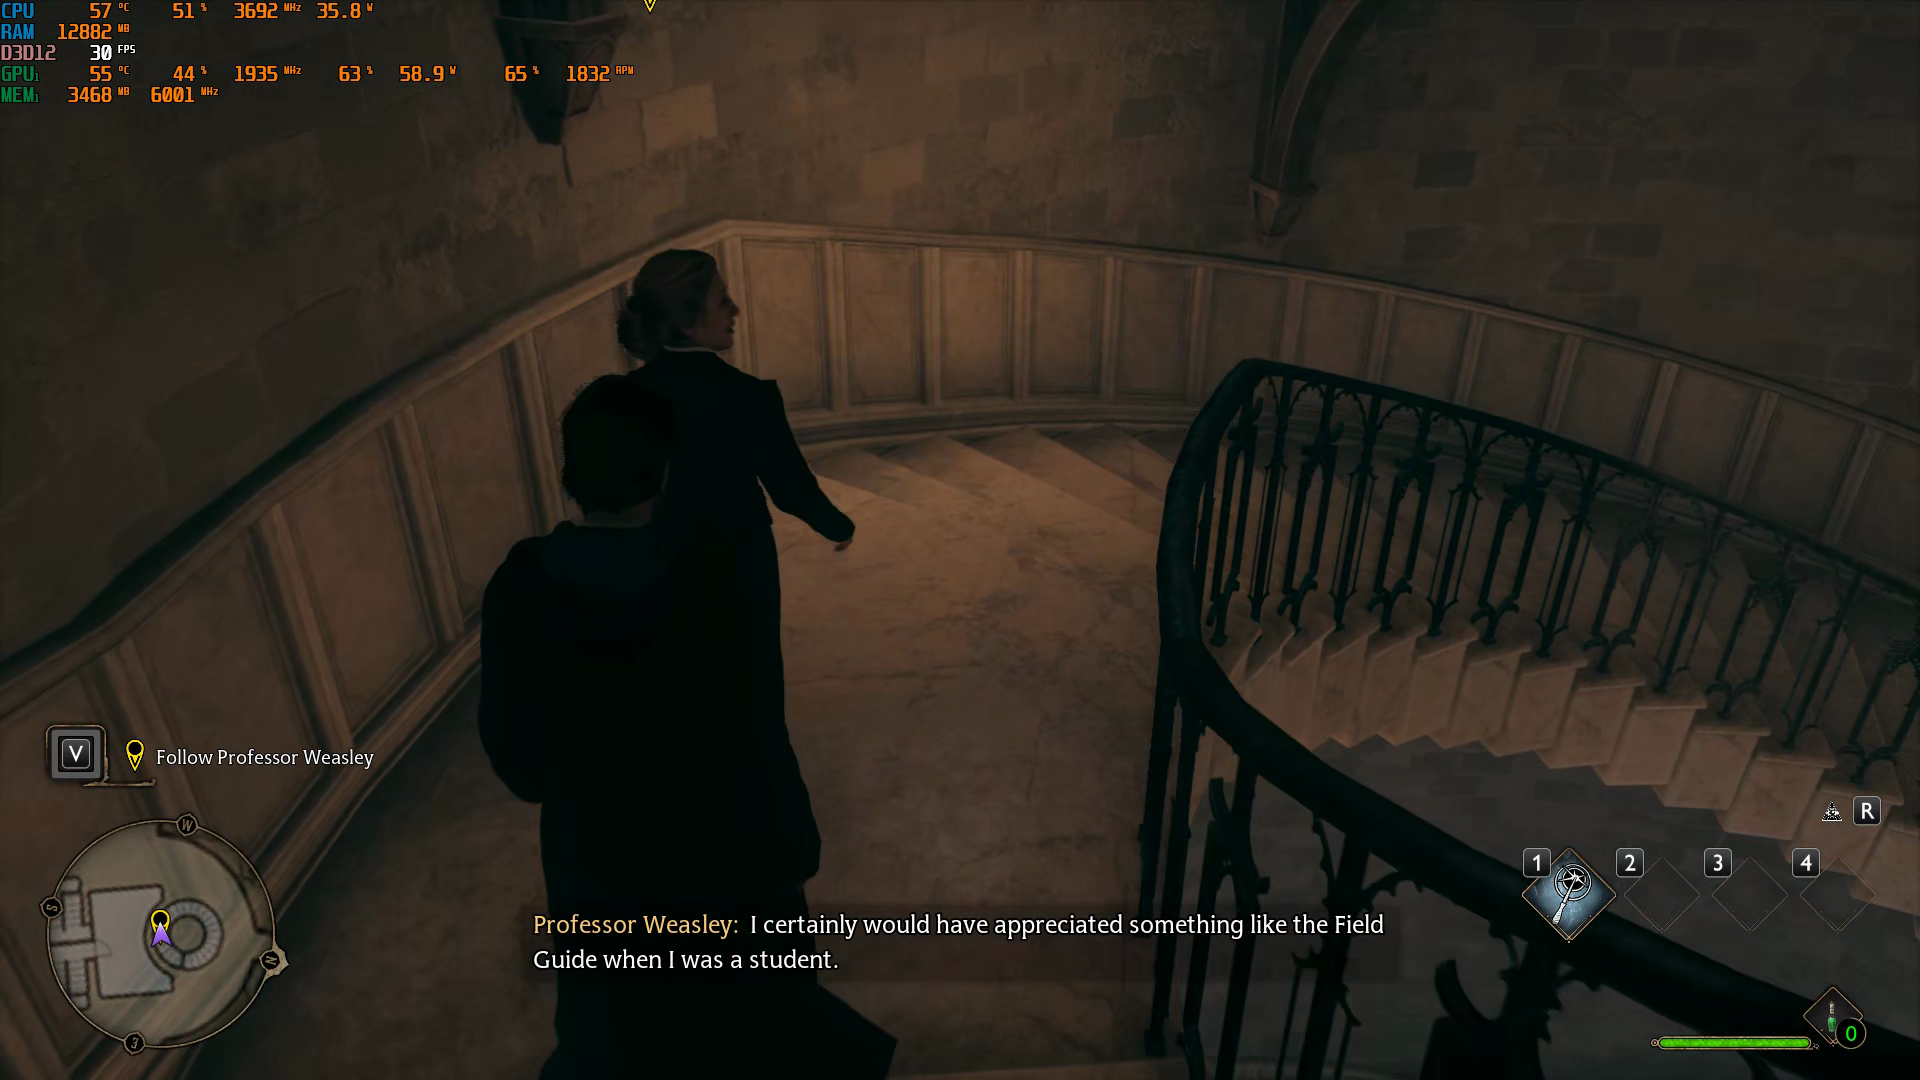 CPU 57 °C 51 % 3692 MHz 35.8 W
RAM 12882 MB
D3D12 30 FPS
GPU1 55 °C 44 % 1935 MHz 63 % 58.9 W 65 % 1832 RPM
MEM1 3468 MB 6001 MHz
V Follow Professor Weasley
W
S
N
E
R
1 2 3 4
Professor Weasley: I certainly would have appreciated something like the Field
Guide when I was a student.
0